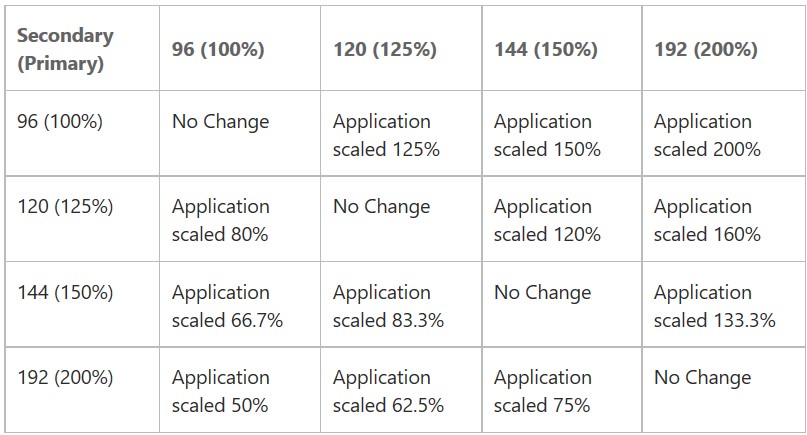 Secondary
(Primary)
96 (100%)
120 (125%)
144 (150%)
192 (200%)
96 (100%)
No Change
Application
scaled 125%
Application
scaled 150%
Application
scaled 200%
120 (125%)
Application
scaled 80%
No Change
Application
scaled 120%
Application
scaled 160%
144 (150%)
Application
scaled 66.7%
Application
scaled 83.3%
No Change
Application
scaled 133.3%
192 (200%)
Application
scaled 50%
Application
scaled 62.5%
Application
scaled 75%
No Change